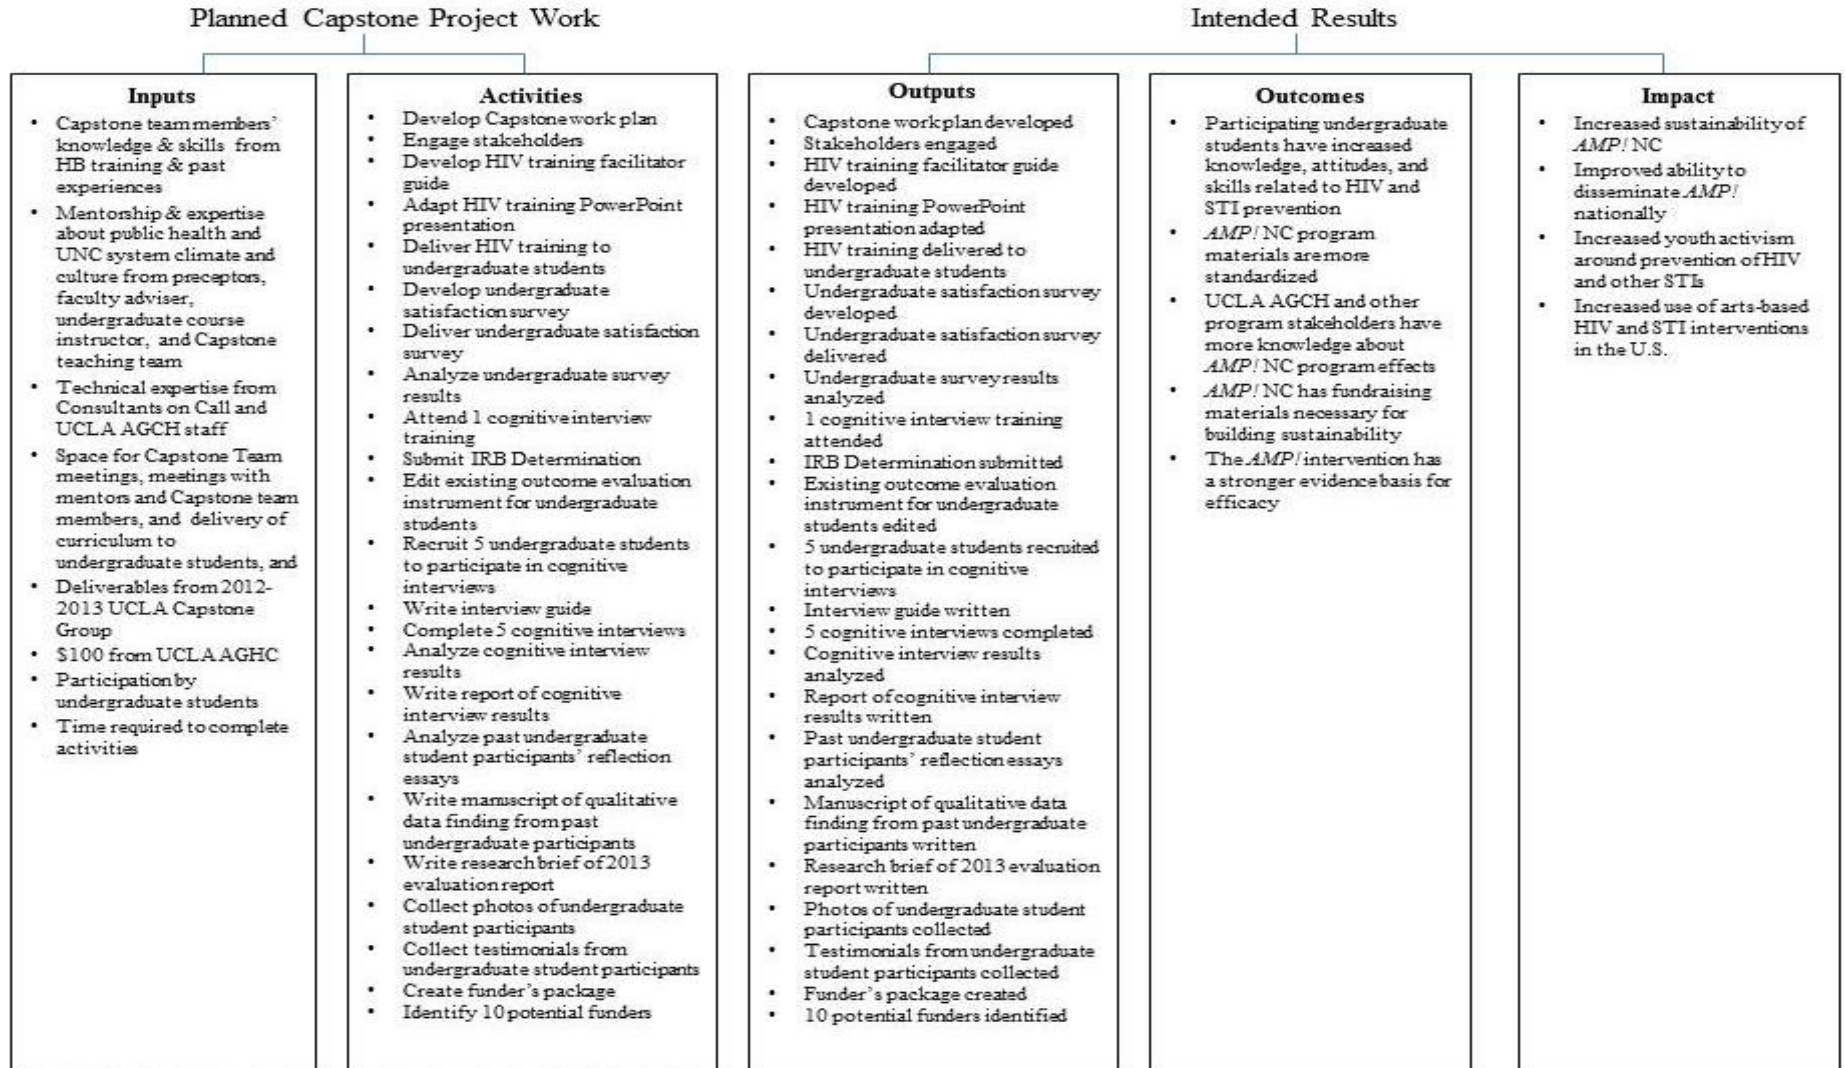 Planned Capstone Project Work
Intended Results
Inputs
• Capstone team members’
knowledge & skills from
HB training & past
experiences
• Mentorship & expertise
about public health and
UNC system climate and
culture from preceptors,
faculty adviser,
undergraduate course
instructor, and Capstone
teaching team
• Technical expertise from
Consultants on Call and
UCLA AGCH staff
• Space for Capstone Team
meetings, meetings with
mentors and Capstone team
members, and delivery of
curriculum to
undergraduate students, and
• Deliverables from 2012-
2013 UCLA Capstone
Group
• $100 from UCLA AGHC
• Participation by
undergraduate students
• Time required to complete
activities
Activities
• Develop Capstone work plan
• Engage stakeholders
• Develop HIV training facilitator
guide
• Adapt HIV training PowerPoint
presentation
• Deliver HIV training to
undergraduate students
• Develop undergraduate
satisfaction survey
• Deliver undergraduate satisfaction
survey
• Analyze undergraduate survey
results
• Attend 1 cognitive interview
training
• Submit IRB Determination
• Edit existing outcome evaluation
instrument for undergraduate
students
• Recruit 5 undergraduate students
to participate in cognitive
interviews
• Write interview guide
• Complete 5 cognitive interviews
• Analyze cognitive interview
results
• Write report of cognitive
interview results
• Analyze past undergraduate
student participants’ reflection
essays
• Write manuscript of qualitative
data finding from past
undergraduate participants
• Write research brief of 2013
evaluation report
• Collect photos of undergraduate
student participants
• Collect testimonials from
undergraduate student participants
• Create funder’s package
• Identify 10 potential funders
Outputs
• Capstone work plan developed
• Stakeholders engaged
• HIV training facilitator guide
developed
• HIV training PowerPoint
presentation adapted
• HIV training delivered to
undergraduate students
• Undergraduate satisfaction survey
developed
• Undergraduate satisfaction survey
delivered
• Undergraduate survey results
analyzed
• 1 cognitive interview training
attended
• IRB Determination submitted
• Existing outcome evaluation
instrument for undergraduate
students edited
• 5 undergraduate students recruited
to participate in cognitive
interviews
• Interview guide written
• 5 cognitive interviews completed
• Cognitive interview results
analyzed
• Report of cognitive interview
results written
• Past undergraduate student
participants’ reflection essays
analyzed
• Manuscript of qualitative data
finding from past undergraduate
participants written
• Research brief of 2013 evaluation
report written
• Photos of undergraduate student
participants collected
• Testimonials from undergraduate
student participants collected
• Funder’s package created
• 10 potential funders identified
Outcomes
• Participating undergraduate
students have increased
knowledge, attitudes, and
skills related to HIV and
STI prevention
• AMP! NC program
materials are more
standardized
• UCLA AGCH and other
program stakeholders have
more knowledge about
AMP! NC program effects
• AMP! NC has fundraising
materials necessary for
building sustainability
• The AMP! intervention has
a stronger evidence basis for
efficacy
Impact
• Increased sustainability of
AMP! NC
• Improved ability to
disseminate AMP!
nationally
• Increased youth activism
around prevention of HIV
and other STIs
• Increased use of arts-based
HIV and STI interventions
in the U.S.